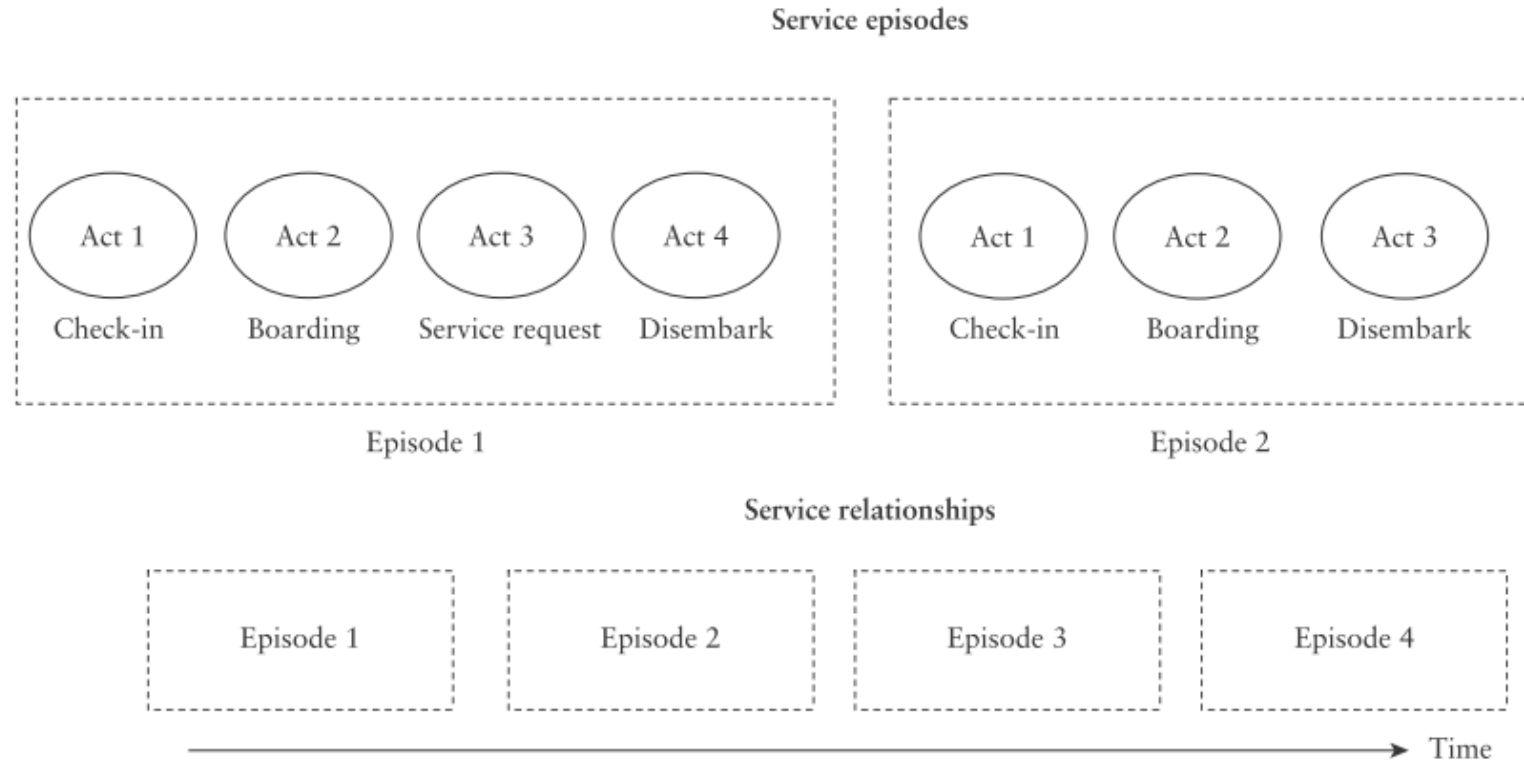 Service episodes
Act 1 Act 2 Act 3 Act 4
Check-in Boarding Service request Disembark
Episode 1
Act 1 Act 2 Act 3
Check-in Boarding Disembark
Episode 2
Service relationships
Episode 1 Episode 2 Episode 3 Episode 4
Time